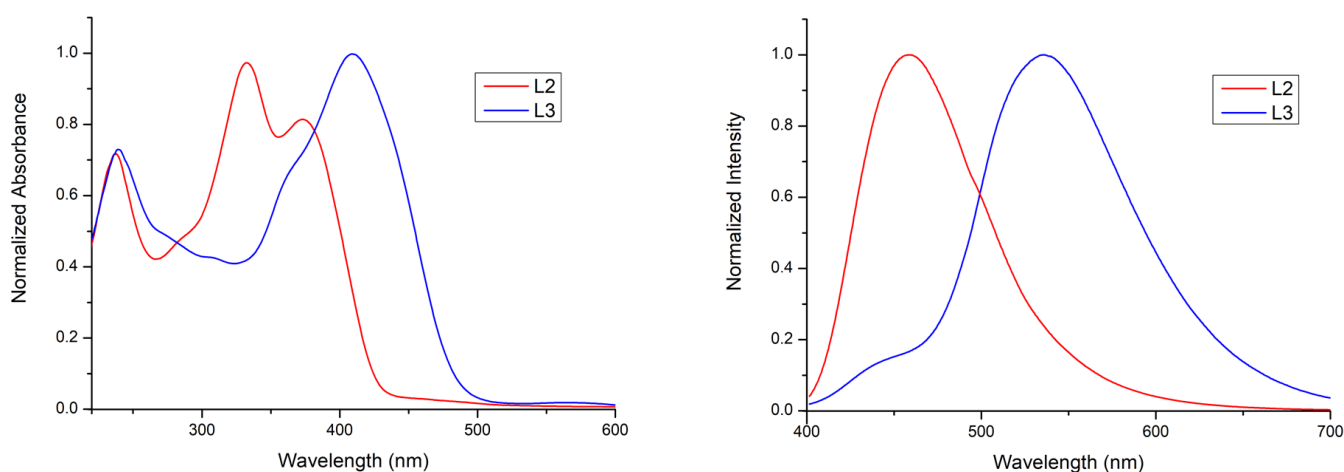 Normalized Absorbance
1.0
0.8
0.6
0.4
0.2
0.0
300
400
500
600
Wavelength (nm)
L2
L3
Normalized Intensity
1.0
0.8
0.6
0.4
0.2
0.0
400
500
600
700
Wavelength (nm)
L2
L3